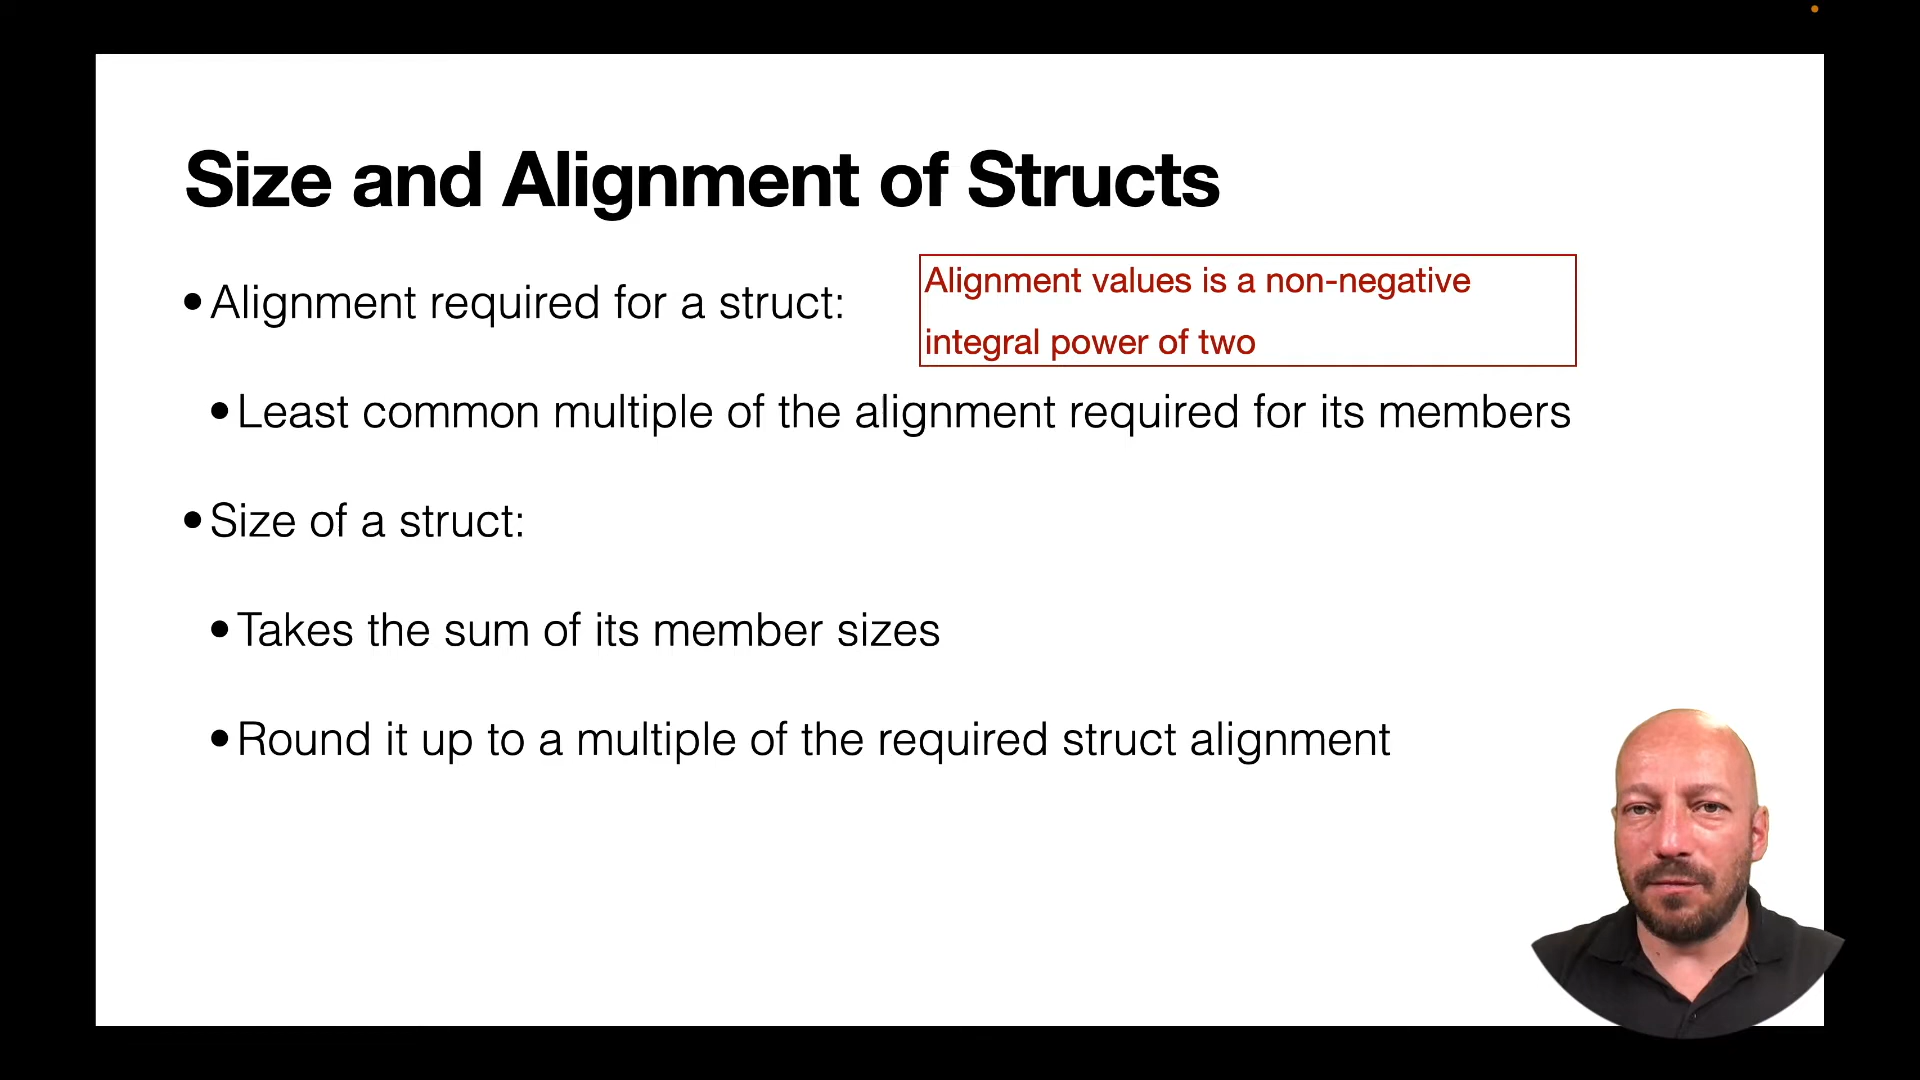 Size and Alignment of Structs
•Alignment required for a struct:
Alignment values is a non-negative
integral power of two
•Least common multiple of the alignment required for its members
•Size of a struct:
•Takes the sum of its member sizes
•Round it up to a multiple of the required struct alignment